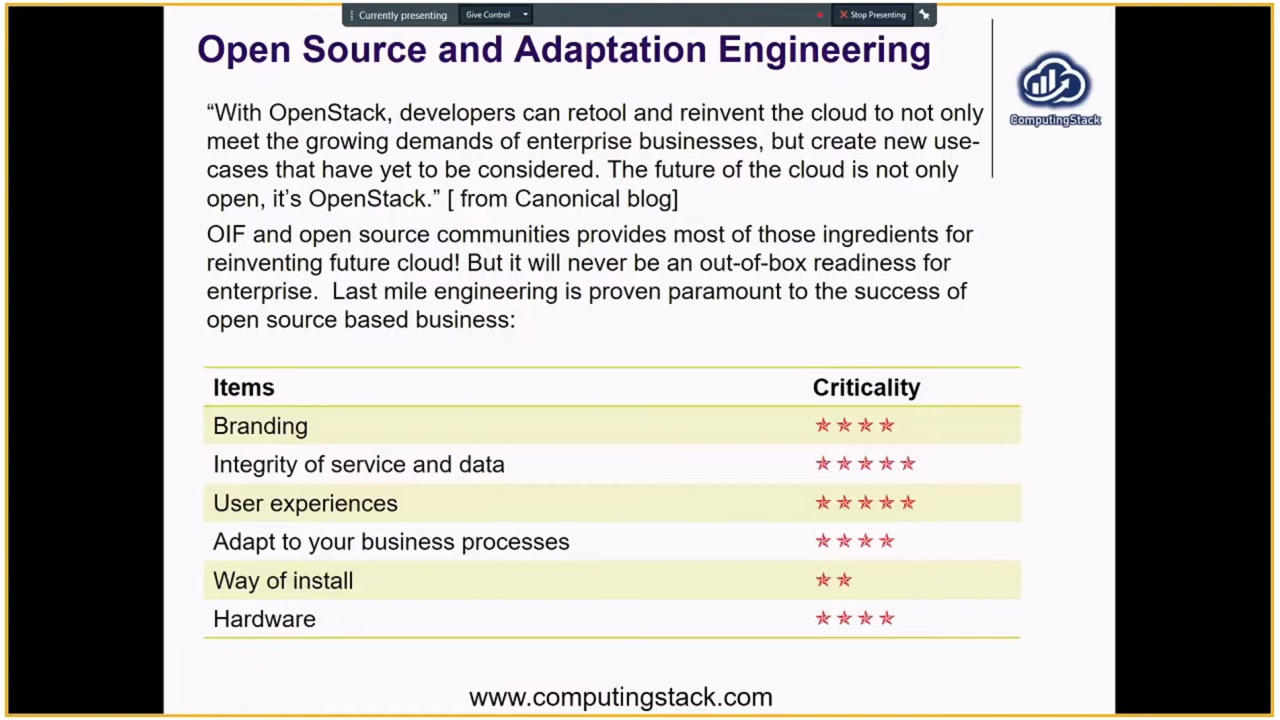 Currently presenting Give Control Stop Presenting
Open Source and Adaptation Engineering
ComputingStack
“With OpenStack, developers can retool and reinvent the cloud to not only
meet the growing demands of enterprise businesses, but create new use-
cases that have yet to be considered. The future of the cloud is not only
open, it’s OpenStack.” [ from Canonical blog]
OIF and open source communities provides most of those ingredients for
reinventing future cloud! But it will never be an out-of-box readiness for
enterprise. Last mile engineering is proven paramount to the success of
open source based business:
Items Criticality
Branding ✯✯✯✯
Integrity of service and data ✯✯✯✯✯
User experiences ✯✯✯✯✯
Adapt to your business processes ✯✯✯✯
Way of install ✯✯
Hardware ✯✯✯✯
www.computingstack.com